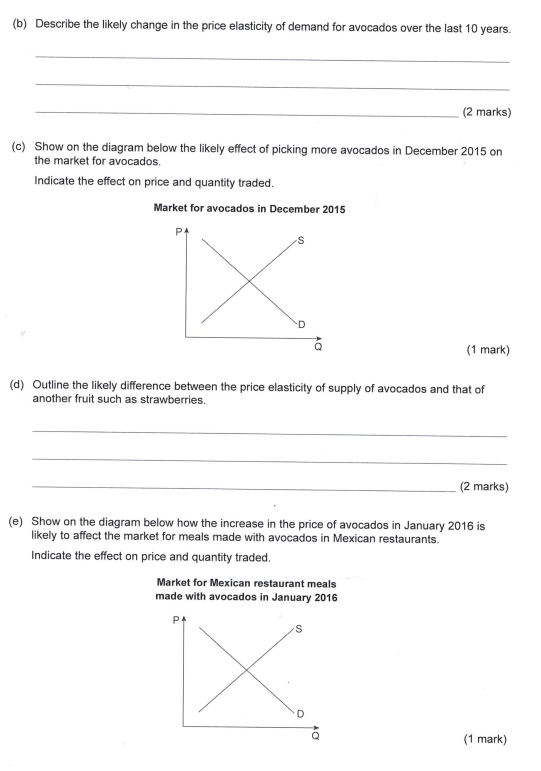 (b) Describe the likely change in the price elasticity of demand for avocados over the last 10 years.
(2 marks)
(c) Show on the diagram below the likely effect of picking more avocados in December 2015 on
the market for avocados.
Indicate the effect on price and quantity traded.
Market for avocados in December 2015
P
S
D
Q
(1 mark)
(d) Outline the likely difference between the price elasticity of supply of avocados and that of
another fruit such as strawberries.
(2 marks)
(e) Show on the diagram below how the increase in the price of avocados in January 2016 is
likely to affect the market for meals made with avocados in Mexican restaurants.
Indicate the effect on price and quantity traded.
Market for Mexican restaurant meals
made with avocados in January 2016
P
S
D
Q
(1 mark)